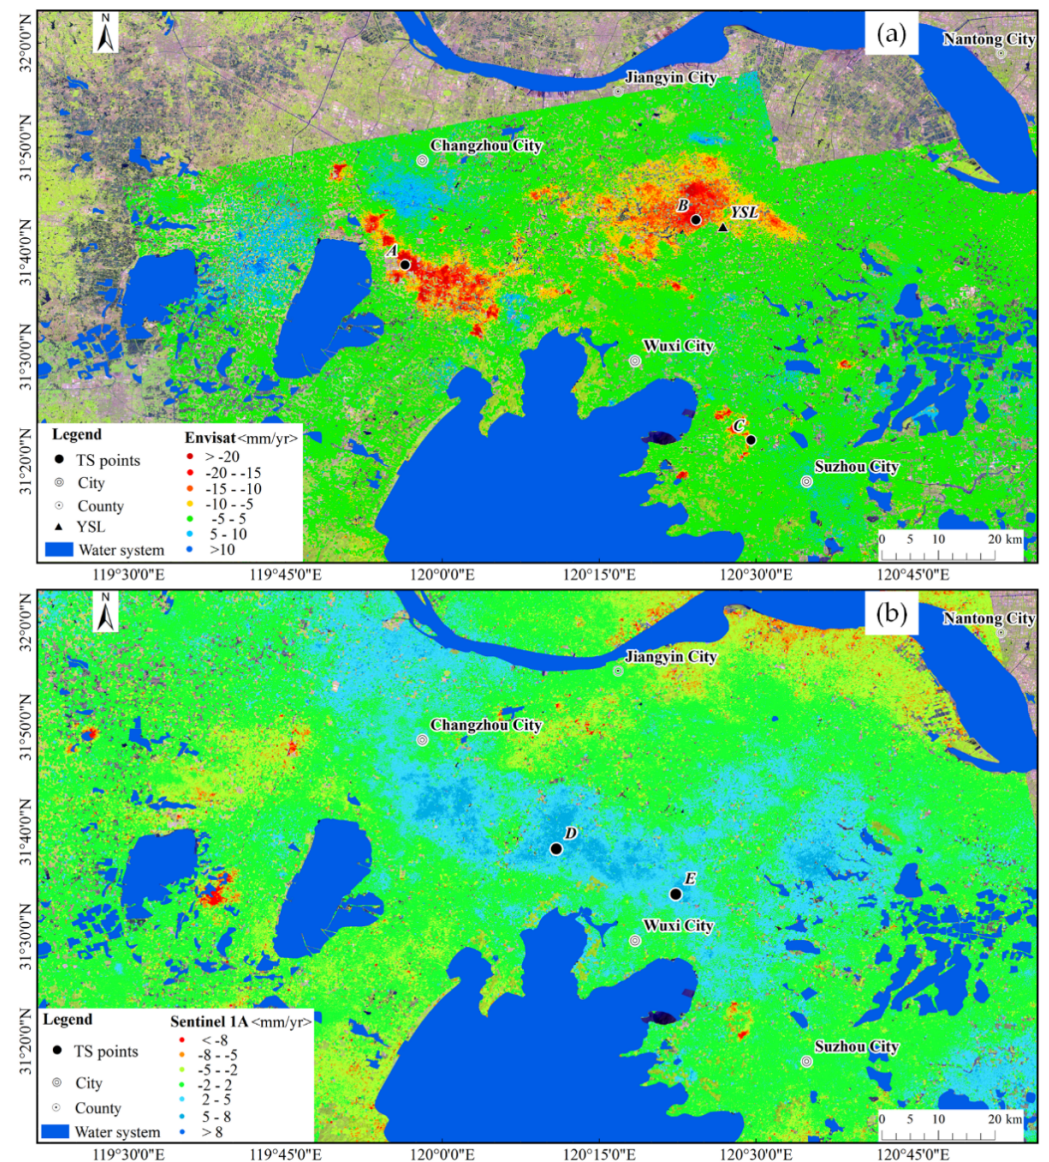 N
(a)
Nantong City
Jiangyin City
Changzhou City
B
YSL
A
Wuxi City
C
Suzhou City
Legend
TS points
City
County
YSL
Water system
Envisat <mm/yr>
> -20
-20 - -15
-15 - -10
-10 - -5
-5 - 5
5 - 10
>10
0 5 10 20 km
32°0'0"N
31°50'0"N
31°40'0"N
31°30'0"N
31°20'0"N
119°30'0"E 119°45'0"E 120°0'0"E 120°15'0"E 120°30'0"E 120°45'0"E
N
(b)
Nantong City
Jiangyin City
Changzhou City
D
E
Wuxi City
Suzhou City
Legend
TS points
City
County
Water system
Sentinel 1A <mm/yr>
< -8
-8 - -5
-5 - -2
-2 - 2
2 - 5
5 - 8
> 8
0 5 10 20 km
32°0'0"N
31°50'0"N
31°40'0"N
31°30'0"N
31°20'0"N
119°30'0"E 119°45'0"E 120°0'0"E 120°15'0"E 120°30'0"E 120°45'0"E